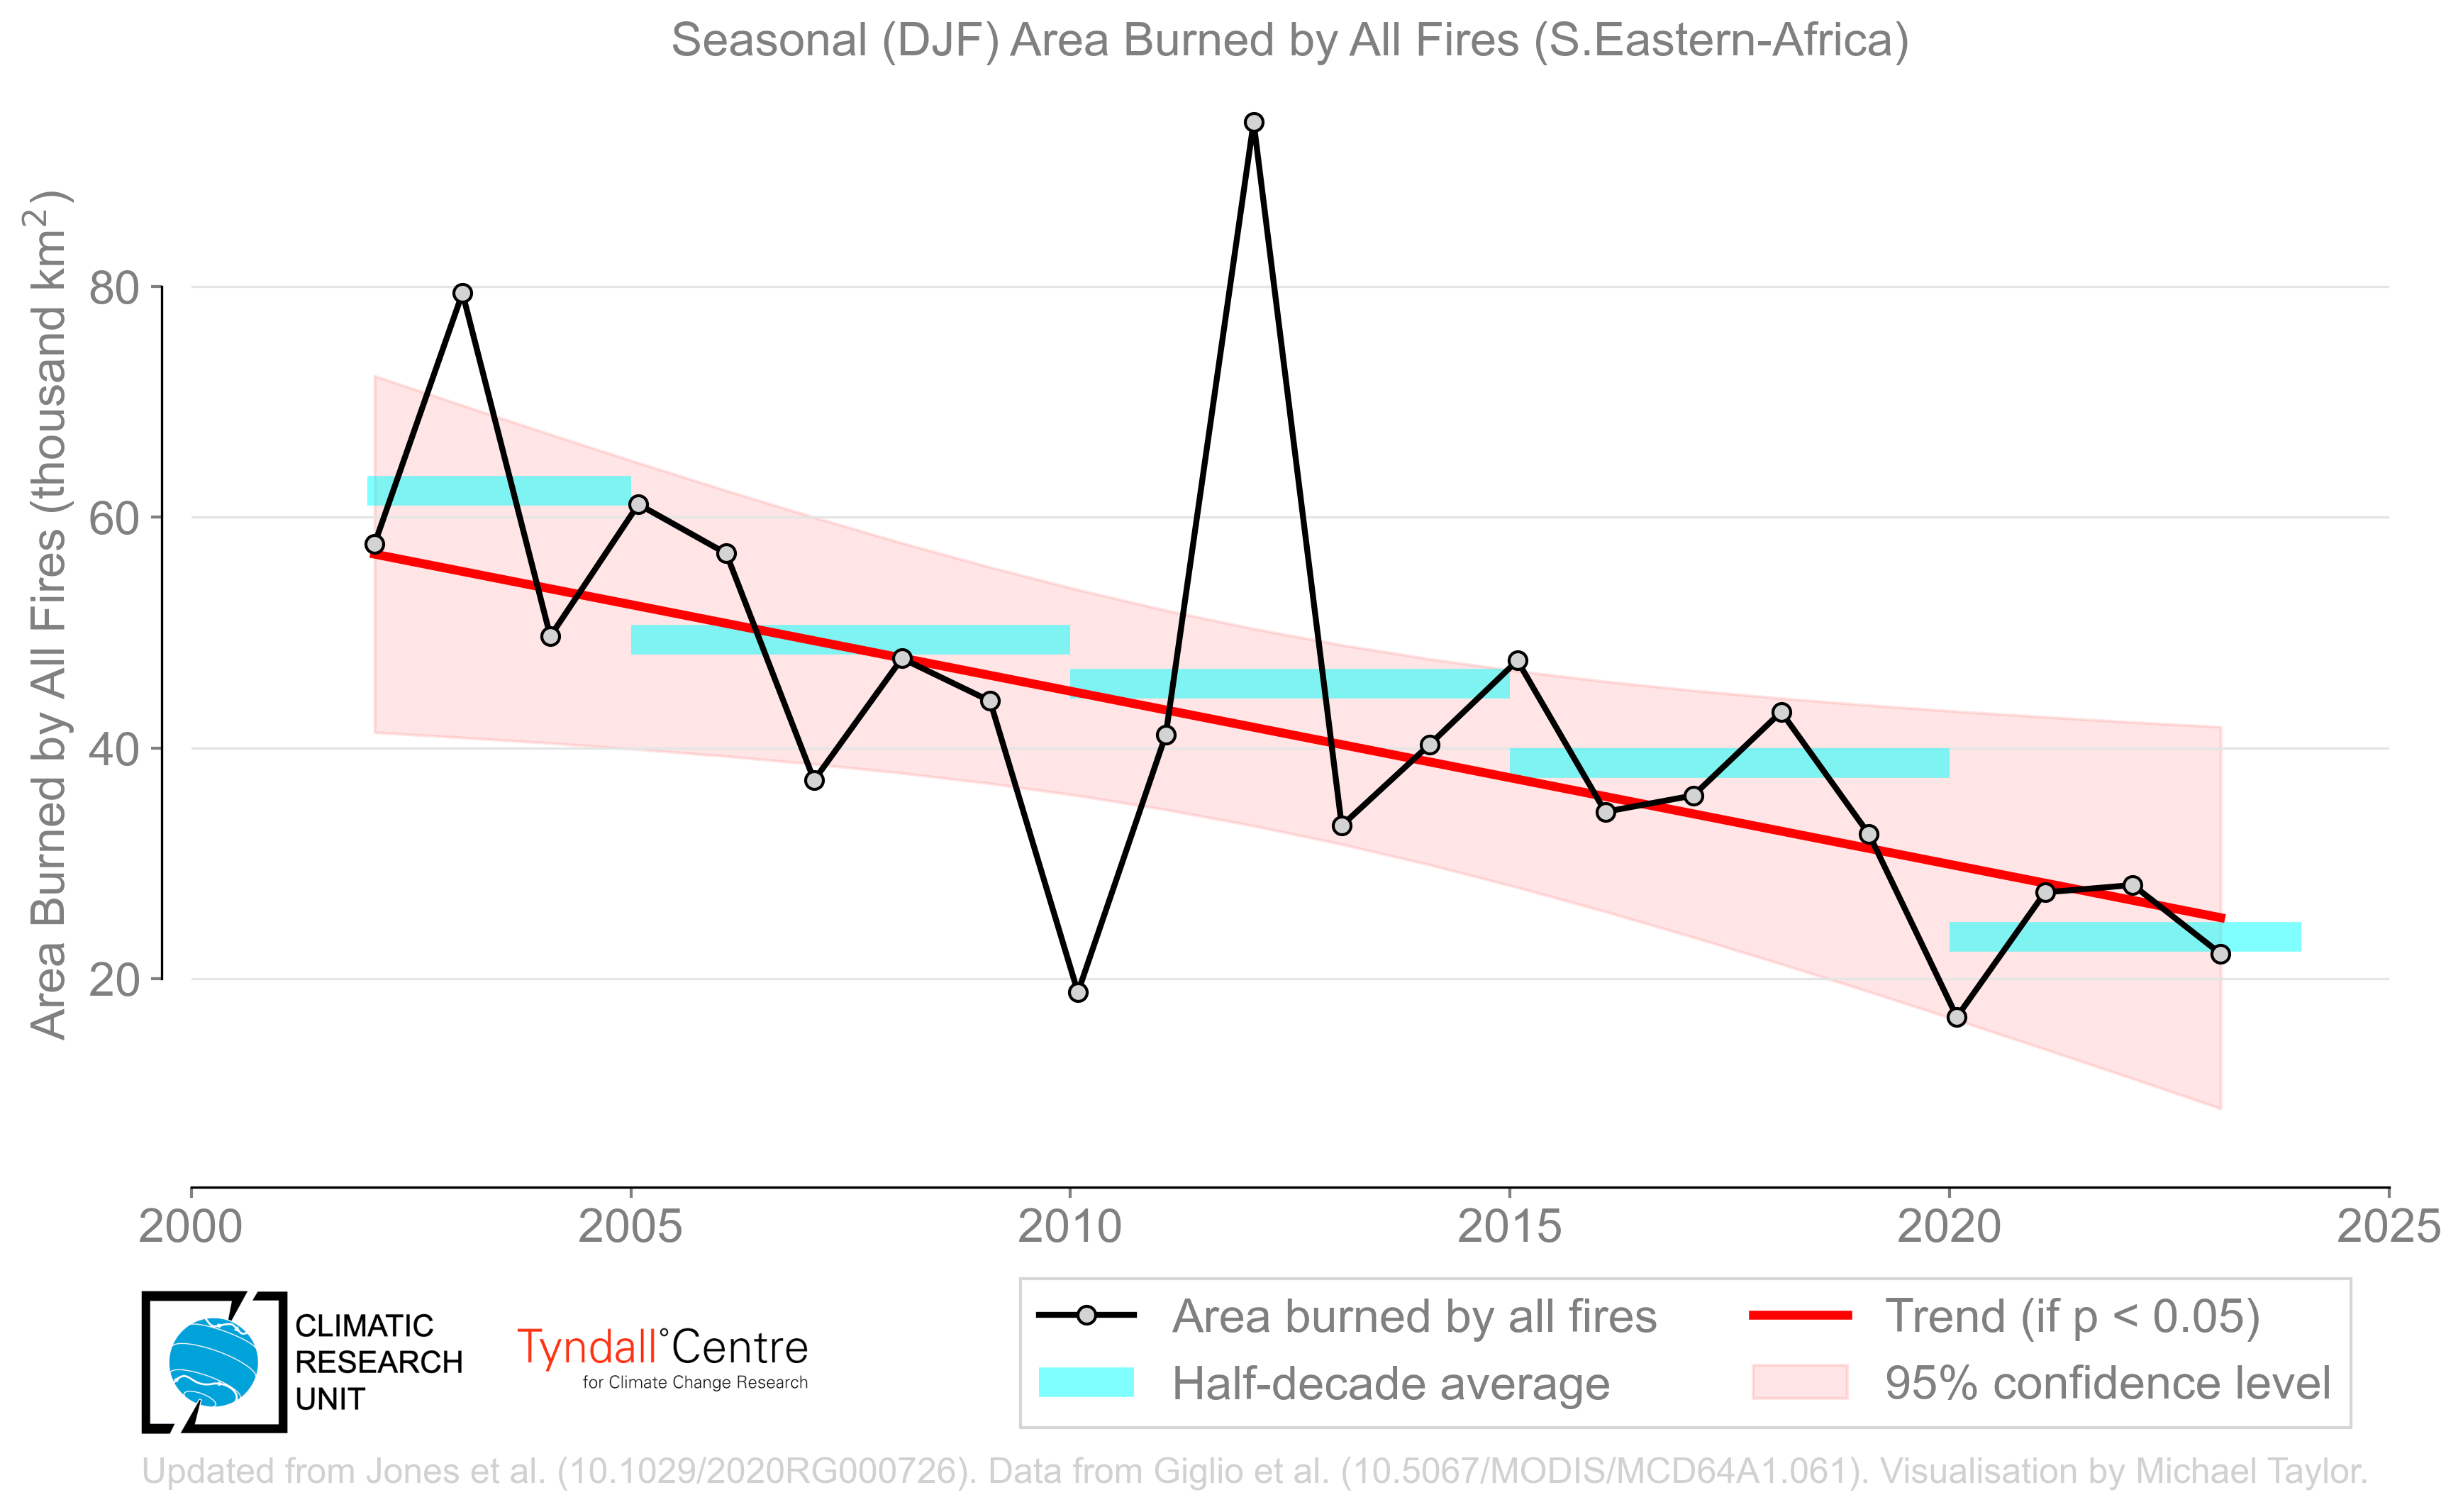 Seasonal (DJF) Area Burned by All Fires (S.Eastern-Africa)
Area Burned by All Fires (thousand km²)
80
60
40
20
2000 2005 2010 2015 2020 2025
CLIMATIC
RESEARCH
UNIT
Tyndall°Centre
for Climate Change Research
Area burned by all fires
Half-decade average
Trend (if p < 0.05)
95% confidence level
Updated from Jones et al. (10.1029/2020RG000726). Data from Giglio et al. (10.5067/MODIS/MCD64A1.061). Visualisation by Michael Taylor.